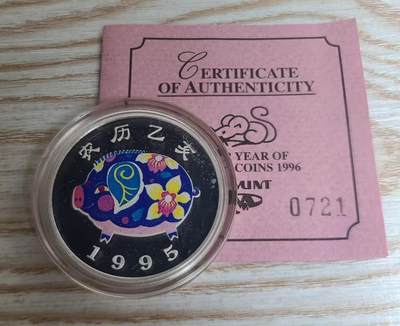 CERTIFICATE
OF AUTHENTICITY
YEAR OF
COINS 1996
MINT
0721
农历乙亥
1995